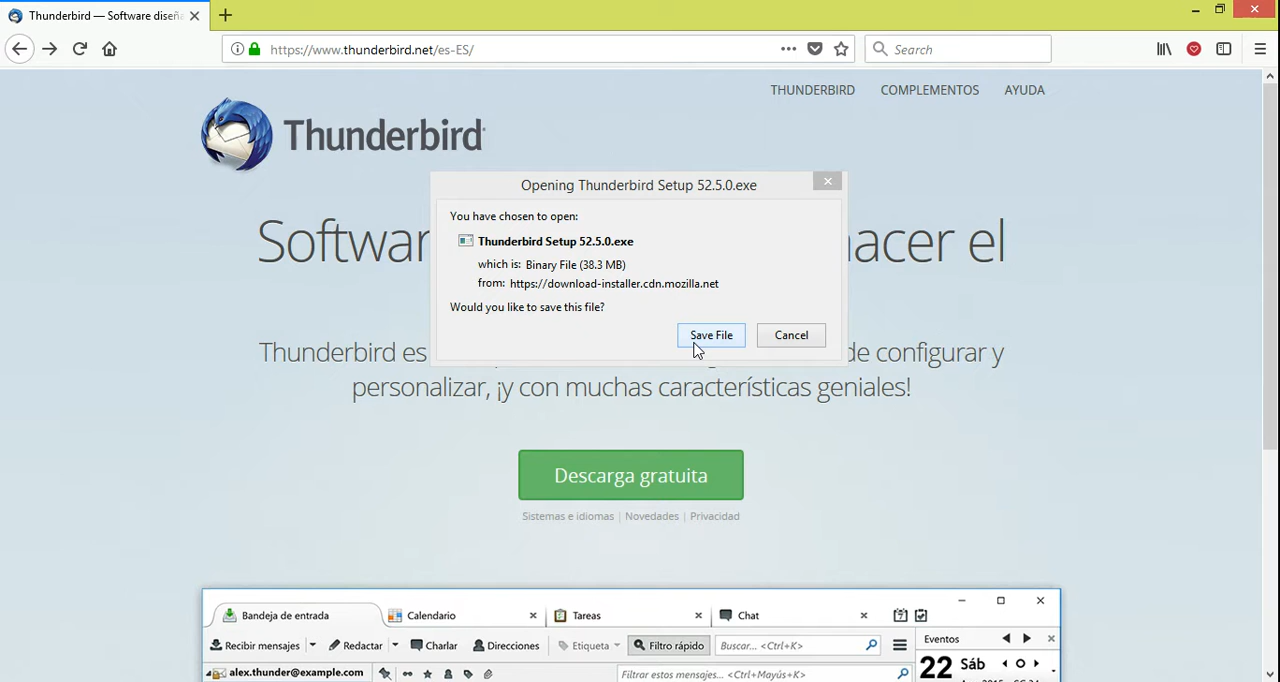 Thunderbird — Software diseña
https://www.thunderbird.net/es-ES/
Search
THUNDERBIRD COMPLEMENTOS AYUDA
Thunderbird
Opening Thunderbird Setup 52.5.0.exe
You have chosen to open:
Thunderbird Setup 52.5.0.exe
which is: Binary File (38.3 MB)
from: https://download-installer.cdn.mozilla.net
Would you like to save this file?
Save File Cancel
Softwar acer el
Thunderbird es de configurar y
personalizar, ¡y con muchas características geniales!
Descarga gratuita
Sistemas e idiomas | Novedades | Privacidad
Bandeja de entrada Calendario Tareas Chat
Recibir mensajes Redactar Charlar Direcciones Etiqueta Filtro rápido Buscar... <Ctrl+K> Eventos
alex.thunder@example.com Filtrar estos mensajes... <Ctrl+Mayús+K> 22 Sáb